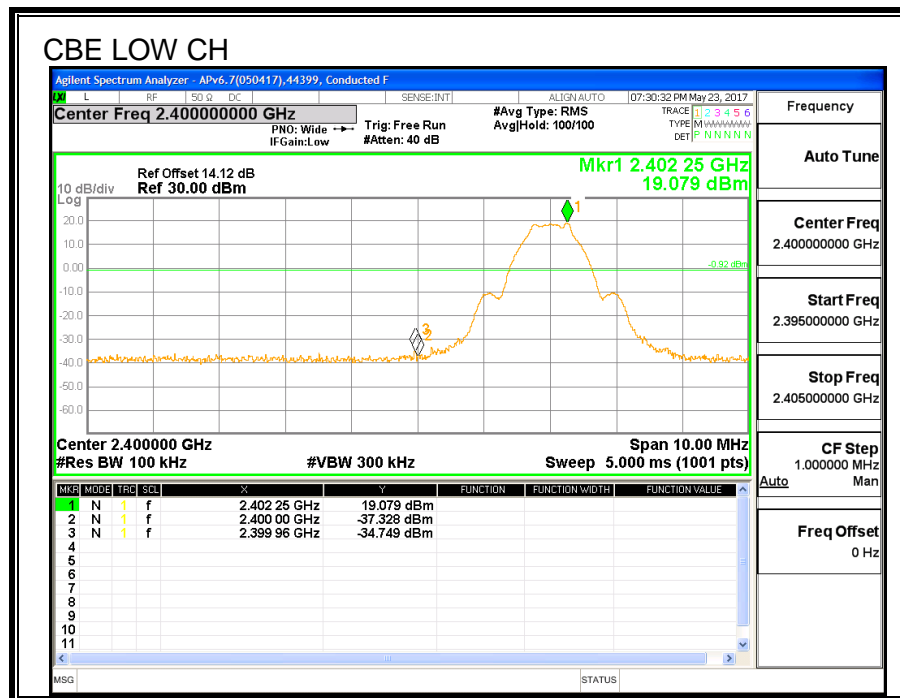 CBE LOW CH
Agilent Spectrum Analyzer - APv6.7(050417),44399, Conducted F
LXI L RF 50 Ω DC SENSE:INT ALIGN AUTO 07:30:32 PM May 23, 2017
Center Freq 2.400000000 GHz #Avg Type: RMS TRACE 1 2 3 4 5 6
PNO: Wide Trig: Free Run Avg|Hold: 100/100 TYPE M WWWWW
IFGain:Low #Atten: 40 dB DET P N N N N N
Mkr1 2.402 25 GHz
Ref Offset 14.12 dB
10 dB/div Ref 30.00 dBm 19.079 dBm
Log
20.0
10.0
0.00
-0.92 dBm
-10.0
-20.0
-30.0
-40.0
-50.0
-60.0
1
3
2
Center 2.400000 GHz Span 10.00 MHz
#Res BW 100 kHz #VBW 300 kHz Sweep 5.000 ms (1001 pts)
MKR MODE TRC SCL X Y FUNCTION FUNCTION WIDTH FUNCTION VALUE
1 N 1 f 2.402 25 GHz 19.079 dBm
2 N 1 f 2.400 00 GHz -37.328 dBm
3 N 1 f 2.399 96 GHz -34.749 dBm
4
5
6
7
8
9
10
11
MSG STATUS
Frequency
Auto Tune
Center Freq
2.400000000 GHz
Start Freq
2.395000000 GHz
Stop Freq
2.405000000 GHz
CF Step
1.000000 MHz
Auto Man
Freq Offset
0 Hz